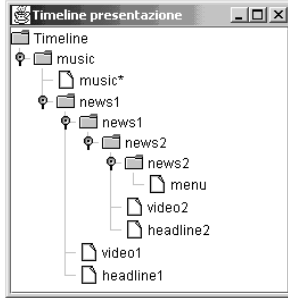 Timeline presentazione
Timeline
music
music*
news1
news1
news2
news2
menu
video2
headline2
video1
headline1